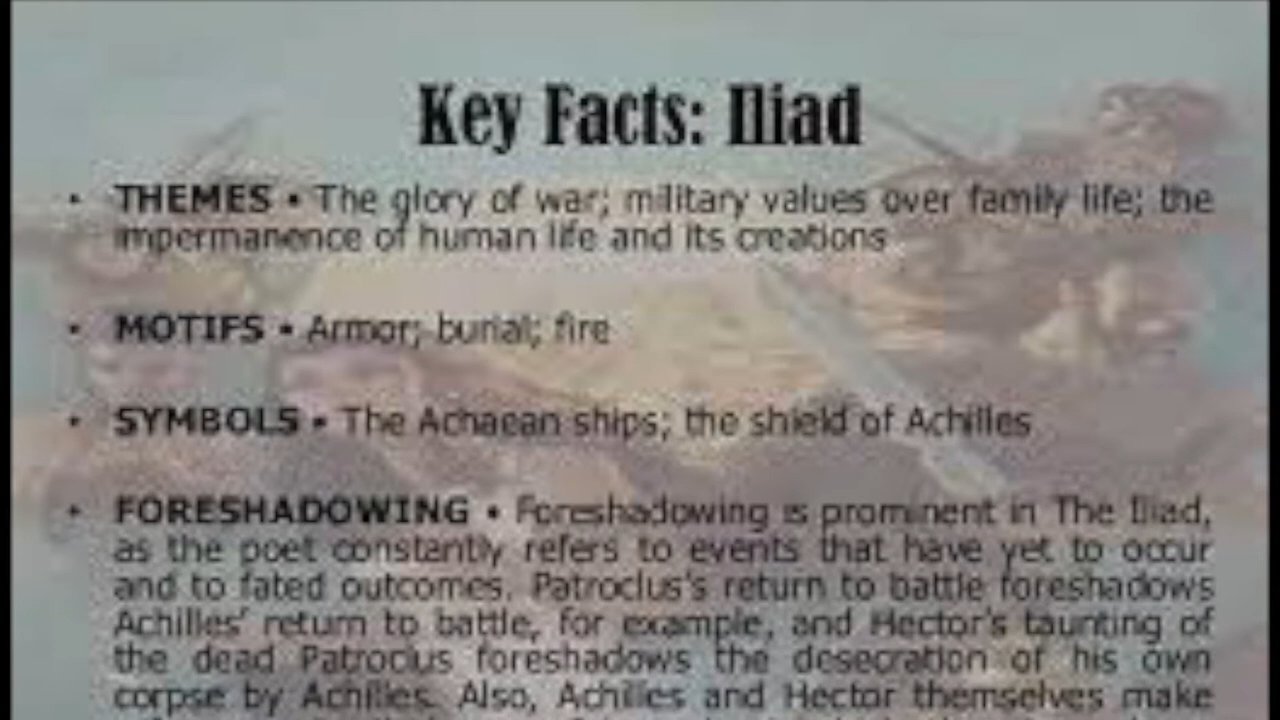 Key Facts: Iliad
• THEMES • The glory of war; military values over family life; the
impermanence of human life and its creations
• MOTIFS • Armor; burial; fire
• SYMBOLS • The Achaean ships; the shield of Achilles
• FORESHADOWING • Foreshadowing is prominent in The Iliad,
as the poet constantly refers to events that have yet to occur
and to fated outcomes. Patroclus's return to battle foreshadows
Achilles' return to battle, for example, and Hector's taunting of
the dead Patroclus foreshadows the desecration of his own
corpse by Achilles. Also, Achilles and Hector themselves make